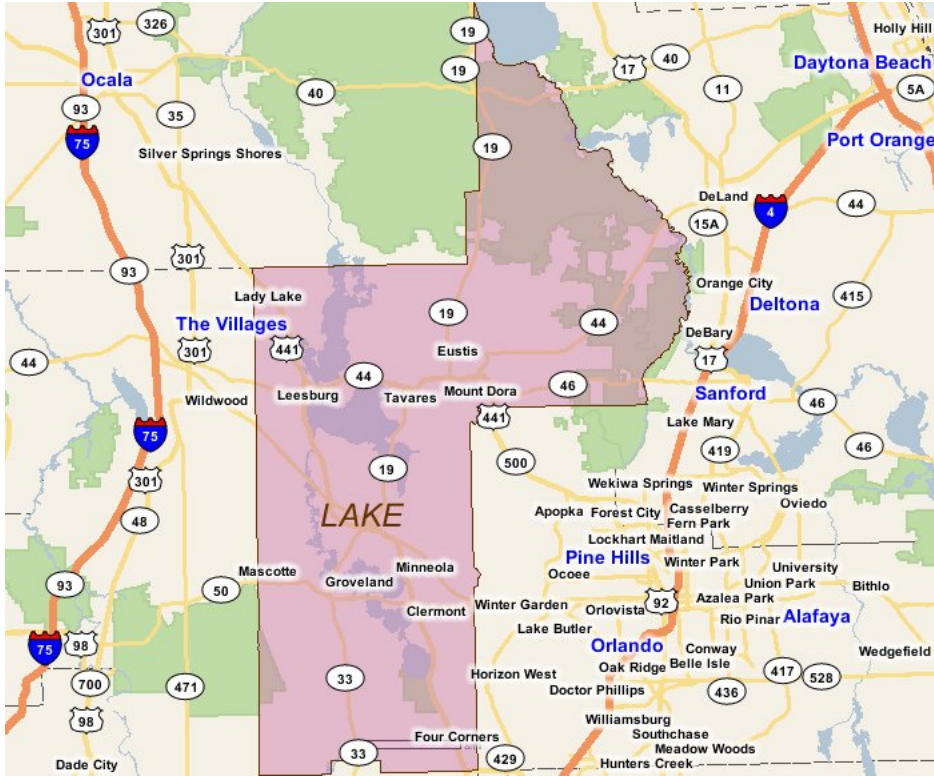 301
326
19
Holly Hill
Ocala
19
17
40
Daytona Beach
93
40
11
5A
35
75
19
Port Orange
Silver Springs Shores
DeLand
4
44
15A
301
93
Lady Lake
Orange City
Deltona
415
The Villages
19
44
DeBary
301
441
Eustis
17
44
44
Wildwood
Leesburg
Tavares
Mount Dora
46
Sanford
46
441
Lake Mary
75
419
46
301
19
500
Wekiwa Springs
Winter Springs
48
LAKE
Apopka
Forest City
Casselberry
Oviedo
Fern Park
Lockhart
Maitland
Pine Hills
Winter Park
University
93
50
Mascotte
Groveland
Minneola
Ocoee
Union Park
Bithlo
Clermont
Winter Garden
Orlovista
92
Azalea Park
Rio Pinar
Alafaya
Lake Butler
75
98
Orlando
Conway
Wedgefield
Oak Ridge
Belle Isle
417
528
700
471
33
Horizon West
Doctor Phillips
436
98
Williamsburg
Four Corners
Southchase
Meadow Woods
Dade City
33
429
Hunters Creek